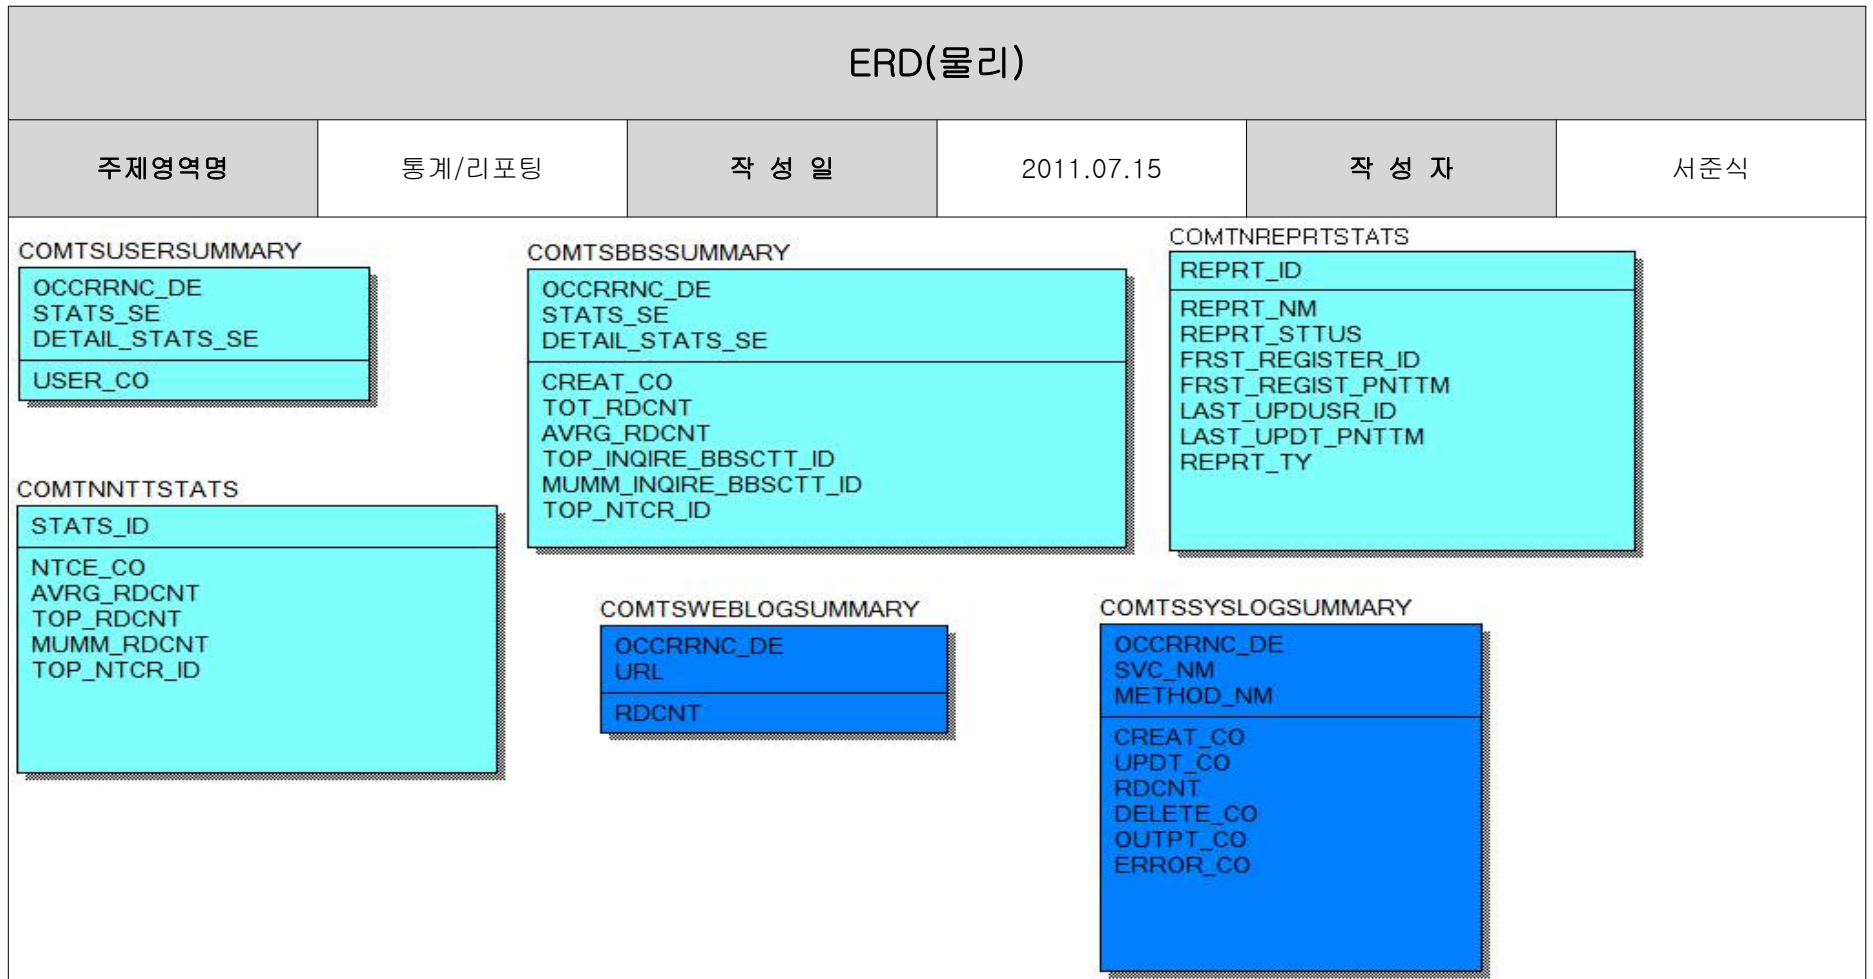 ERD(물리)
주제영역명 통계/리포팅 작 성 일 2011.07.15 작 성 자 서준식
COMTSUSERSUMMARY
OCCRRNC_DE
STATS_SE
DETAIL_STATS_SE
USER_CO
COMTSBBSSUMMARY
OCCRRNC_DE
STATS_SE
DETAIL_STATS_SE
CREAT_CO
TOT_RDCNT
AVRG_RDCNT
TOP_INQIRE_BBSCTT_ID
MUMM_INQIRE_BBSCTT_ID
TOP_NTCR_ID
COMTNREPRTSTATS
REPRT_ID
REPRT_NM
REPRT_STTUS
FRST_REGISTER_ID
FRST_REGIST_PNTTM
LAST_UPDUSR_ID
LAST_UPDT_PNTTM
REPRT_TY
COMTNNTTSTATS
STATS_ID
NTCE_CO
AVRG_RDCNT
TOP_RDCNT
MUMM_RDCNT
TOP_NTCR_ID
COMTSWEBLOGSUMMARY
OCCRRNC_DE
URL
RDCNT
COMTSSYSLOGSUMMARY
OCCRRNC_DE
SVC_NM
METHOD_NM
CREAT_CO
UPDT_CO
RDCNT
DELETE_CO
OUTPT_CO
ERROR_CO